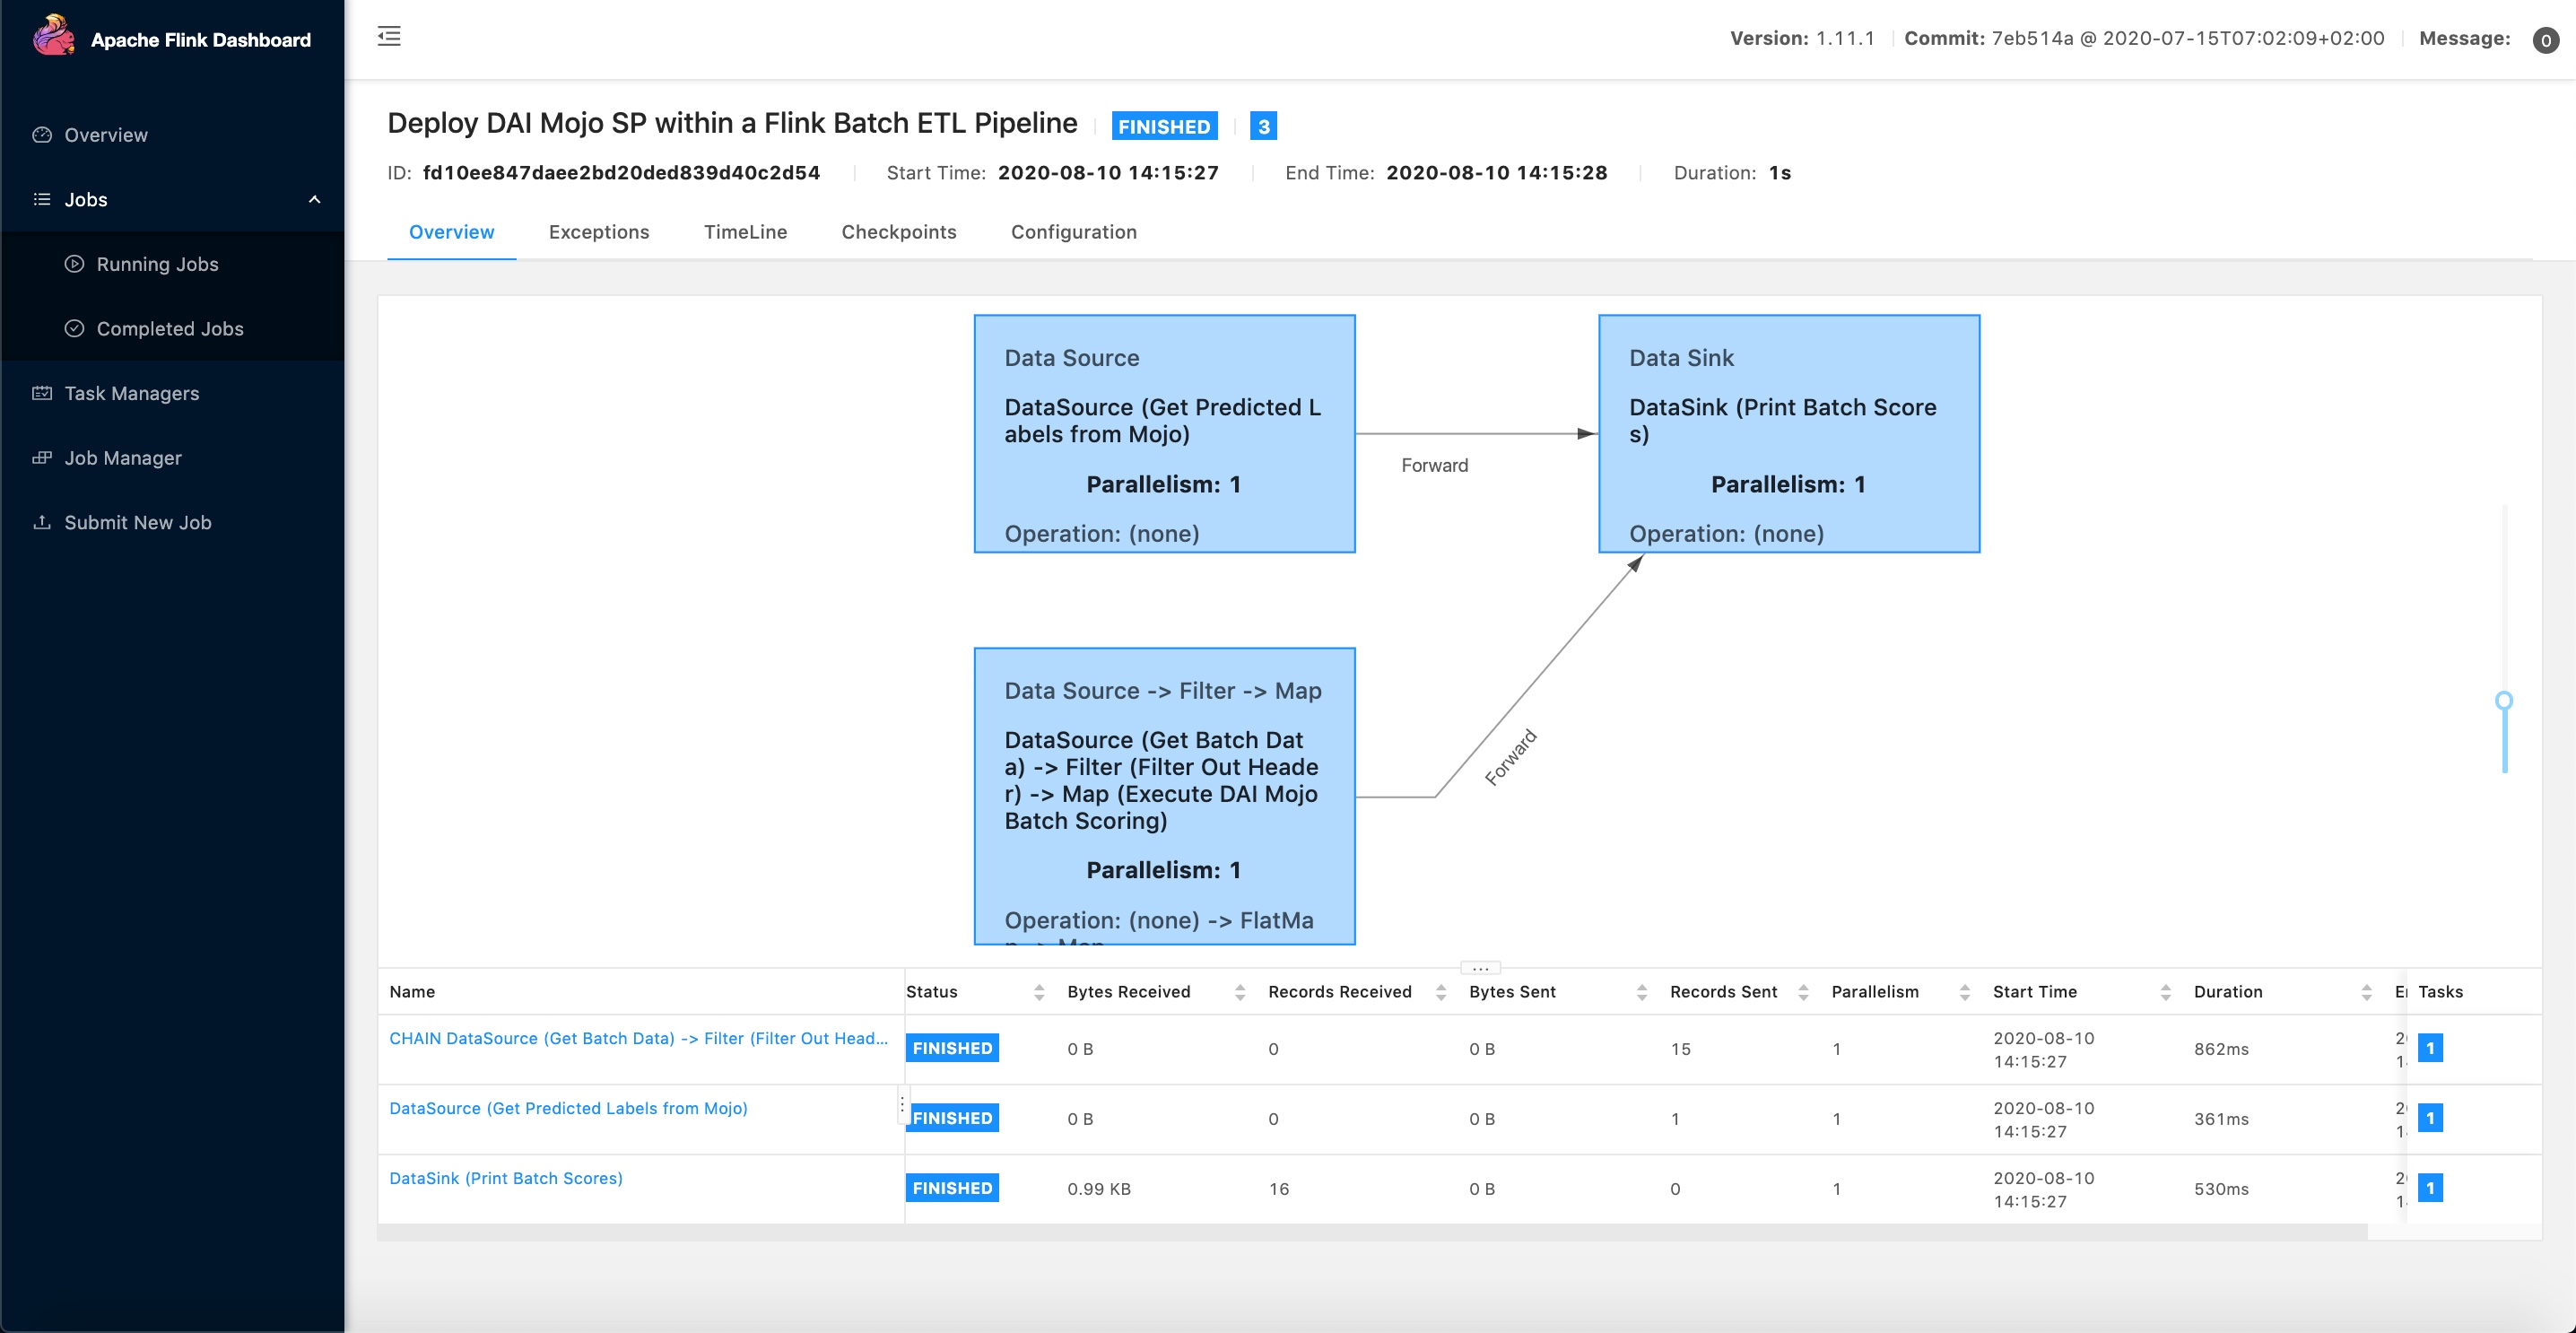 Apache Flink Dashboard
Version: 1.11.1 Commit: 7eb514a @ 2020-07-15T07:02:09+02:00 Message: 0
Overview
Jobs
Running Jobs
Completed Jobs
Task Managers
Job Manager
Submit New Job
Deploy DAI Mojo SP within a Flink Batch ETL Pipeline FINISHED 3
ID: fd10ee847daee2bd20ded839d40c2d54 Start Time: 2020-08-10 14:15:27 End Time: 2020-08-10 14:15:28 Duration: 1s
Overview Exceptions TimeLine Checkpoints Configuration
Data Source
DataSource (Get Predicted L
abels from Mojo)
Parallelism: 1
Operation: (none)
Forward
Data Sink
DataSink (Print Batch Score
s)
Parallelism: 1
Operation: (none)
Data Source -> Filter -> Map
DataSource (Get Batch Dat
a) -> Filter (Filter Out Heade
r) -> Map (Execute DAI Mojo
Batch Scoring)
Parallelism: 1
Operation: (none) -> FlatMa
p -> Map
Forward
...
Name Status Bytes Received Records Received Bytes Sent Records Sent Parallelism Start Time Duration Tasks
CHAIN DataSource (Get Batch Data) -> Filter (Filter Out Head... FINISHED 0 B 0 0 B 15 1 2020-08-10 14:15:27 862ms 1
DataSource (Get Predicted Labels from Mojo) FINISHED 0 B 0 0 B 1 1 2020-08-10 14:15:27 361ms 1
DataSink (Print Batch Scores) FINISHED 0.99 KB 16 0 B 0 1 2020-08-10 14:15:27 530ms 1